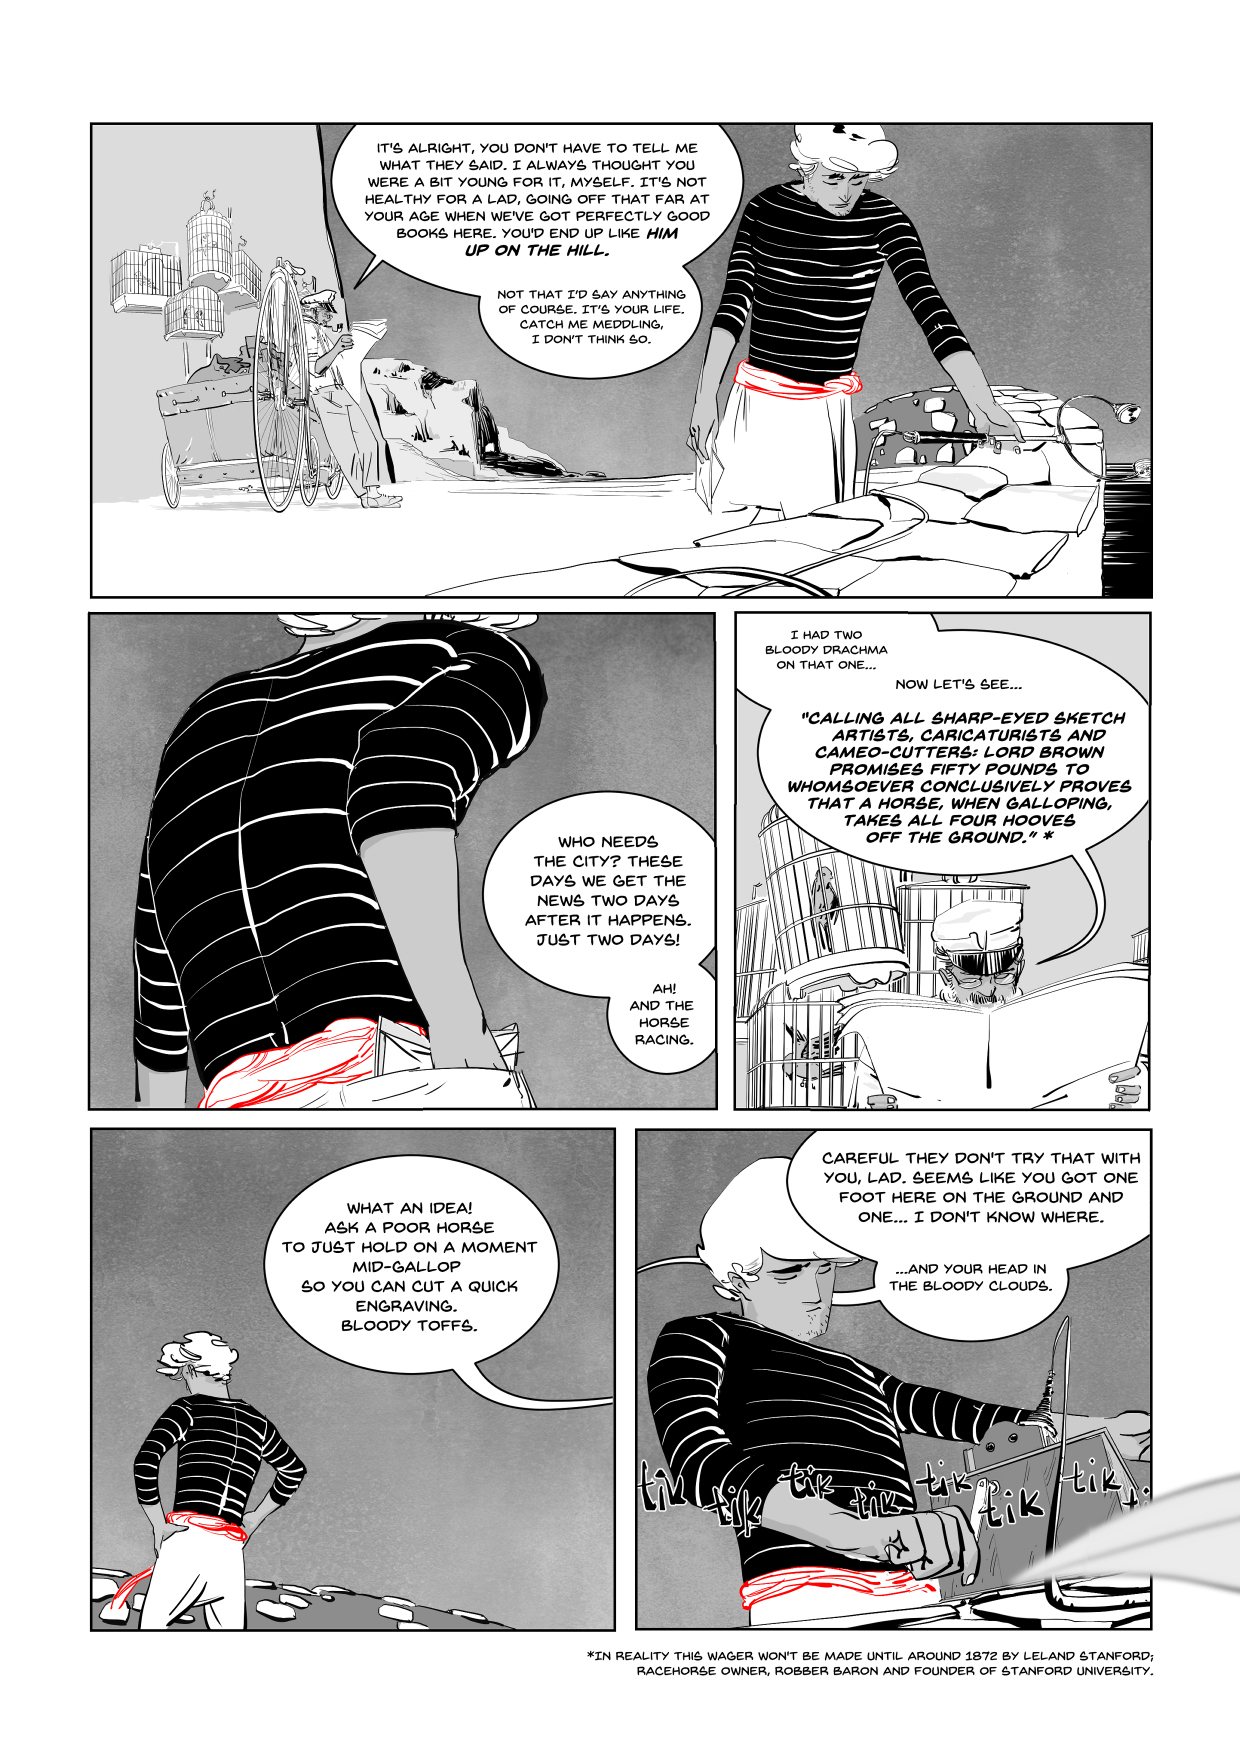 IT'S ALRIGHT, YOU DON'T HAVE TO TELL ME
WHAT THEY SAID. I ALWAYS THOUGHT YOU
WERE A BIT YOUNG FOR IT, MYSELF. IT'S NOT
HEALTHY FOR A LAD, GOING OFF THAT FAR AT
YOUR AGE WHEN WE'VE GOT PERFECTLY GOOD
BOOKS HERE. YOU'D END UP LIKE HIM
UP ON THE HILL.
NOT THAT I'D SAY ANYTHING
OF COURSE. IT'S YOUR LIFE.
CATCH ME MEDDLING,
I DON'T THINK SO.
WHO NEEDS
THE CITY? THESE
DAYS WE GET THE
NEWS TWO DAYS
AFTER IT HAPPENS.
JUST TWO DAYS!
AH!
AND THE
HORSE
RACING.
I HAD TWO
BLOODY DRACHMA
ON THAT ONE...
NOW LET'S SEE...
"CALLING ALL SHARP-EYED SKETCH
ARTISTS, CARICATURISTS AND
CAMEO-CUTTERS: LORD BROWN
PROMISES FIFTY POUNDS TO
WHOMSOEVER CONCLUSIVELY PROVES
THAT A HORSE, WHEN GALLOPING,
TAKES ALL FOUR HOOVES
OFF THE GROUND." *
WHAT AN IDEA!
ASK A POOR HORSE
TO JUST HOLD ON A MOMENT
MID-GALLOP
SO YOU CAN CUT A QUICK
ENGRAVING.
BLOODY TOFFS.
CAREFUL THEY DON'T TRY THAT WITH
YOU, LAD. SEEMS LIKE YOU GOT ONE
FOOT HERE ON THE GROUND AND
ONE... I DON'T KNOW WHERE.
...AND YOUR HEAD IN
THE BLOODY CLOUDS.
tik tik tik tik tik tik tik ti
*IN REALITY THIS WAGER WON'T BE MADE UNTIL AROUND 1872 BY LELAND STANFORD;
RACEHORSE OWNER, ROBBER BARON AND FOUNDER OF STANFORD UNIVERSITY.